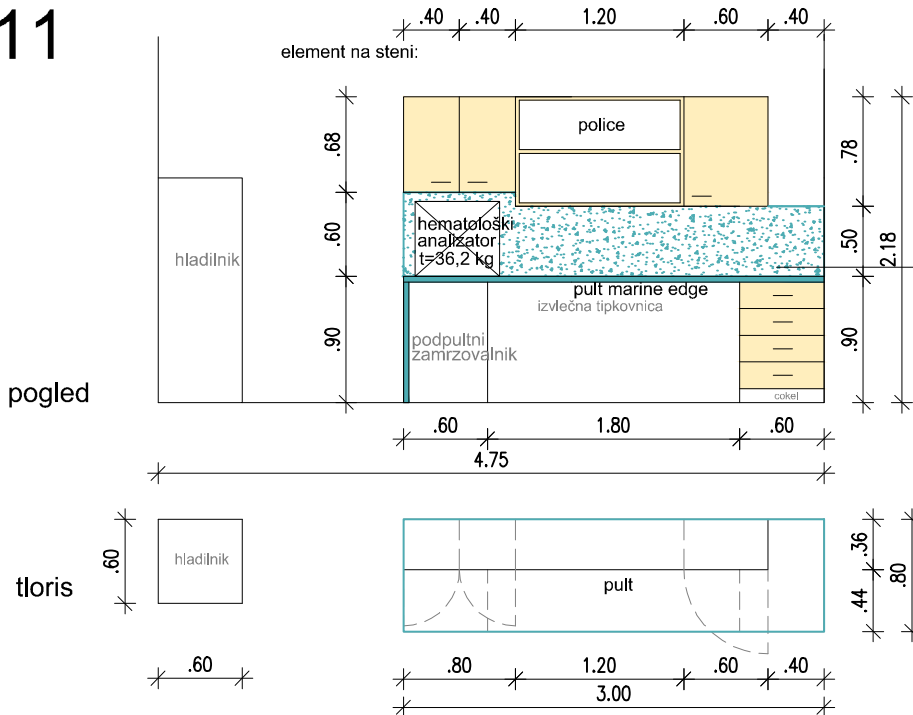 11
.40 .40 1.20 .60 .40
element na steni:
police
.68
.78
hematološki
analizator
t=36,2 kg
.60
.50
2.18
hladilnik
pult marine edge
izvlečna tipkovnica
.90
podpultni
zamrzovalnik
.90
cokel
pogled
.60 1.80 .60
4.75
.60
hladilnik
tloris
pult
.36
.44
.80
.60
.80 1.20 .60 .40
3.00